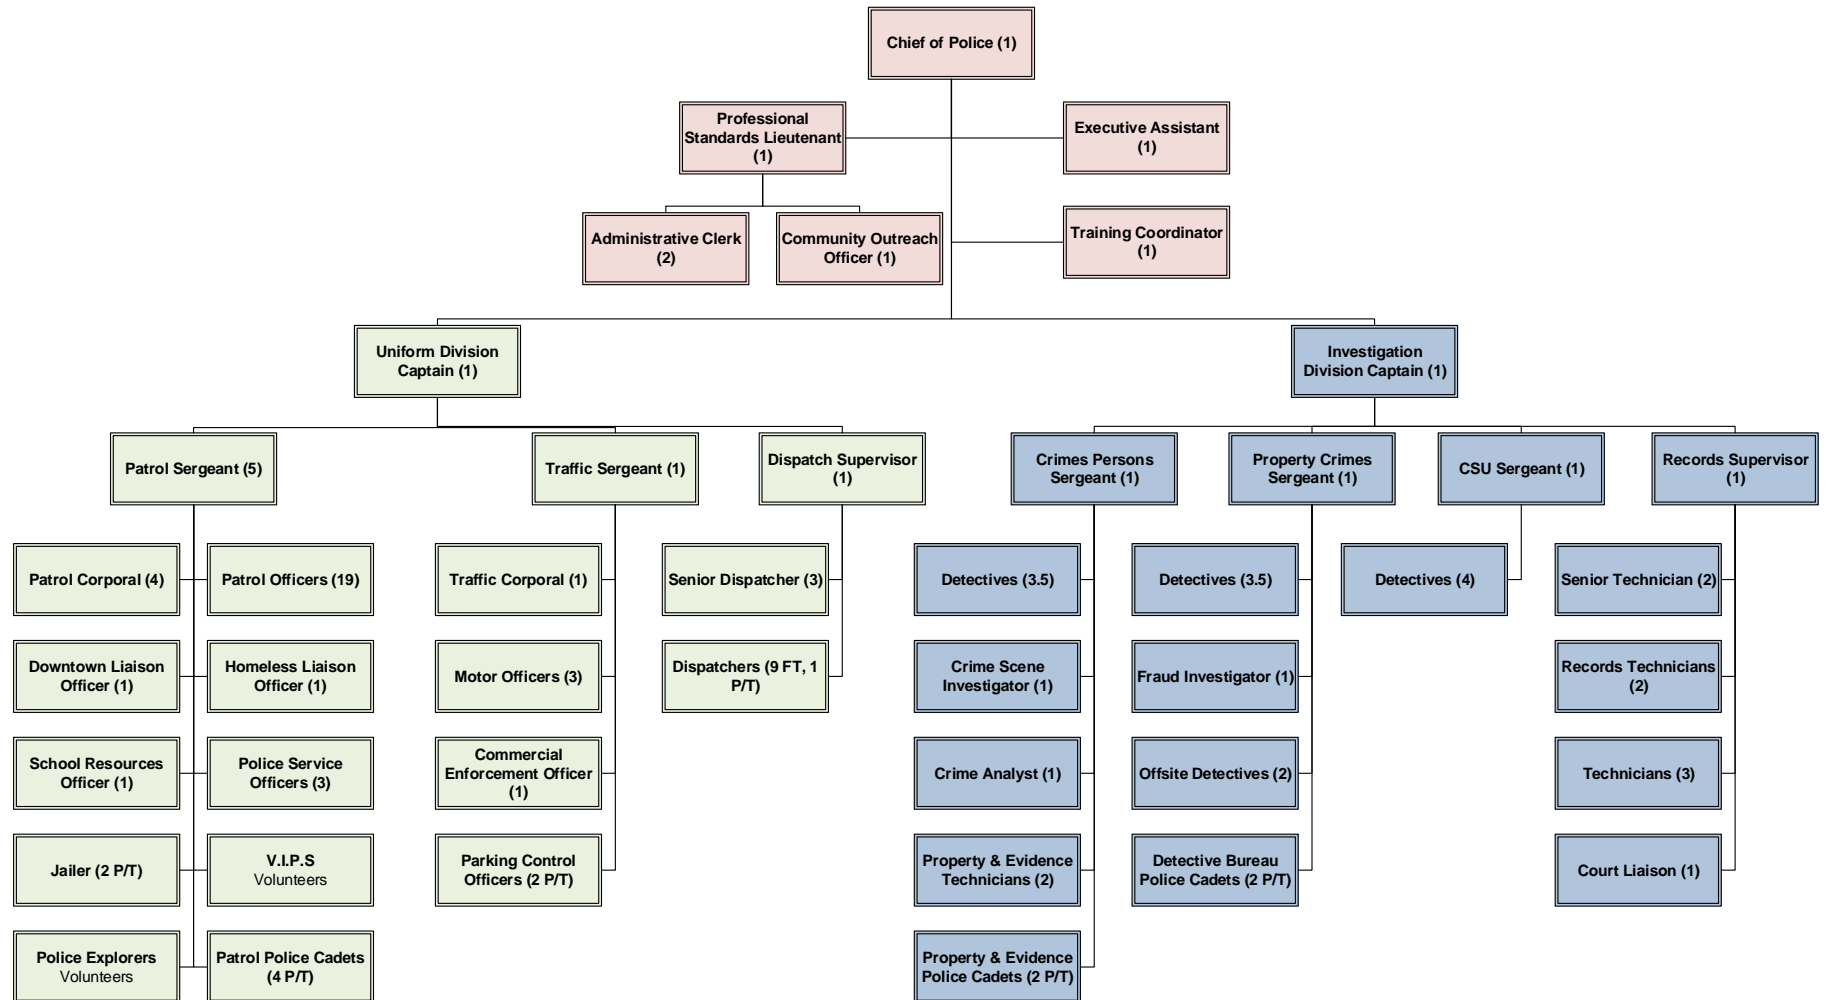 Chief of Police (1)
Professional
Standards Lieutenant
(1)
Executive Assistant
(1)
Administrative Clerk
(2)
Community Outreach
Officer (1)
Training Coordinator
(1)
Uniform Division
Captain (1)
Investigation
Division Captain (1)
Patrol Sergeant (5)
Traffic Sergeant (1)
Dispatch Supervisor
(1)
Crimes Persons
Sergeant (1)
Property Crimes
Sergeant (1)
CSU Sergeant (1)
Records Supervisor
(1)
Patrol Corporal (4)
Patrol Officers (19)
Traffic Corporal (1)
Senior Dispatcher (3)
Detectives (3.5)
Detectives (3.5)
Detectives (4)
Senior Technician (2)
Downtown Liaison
Officer (1)
Homeless Liaison
Officer (1)
Motor Officers (3)
Dispatchers (9 FT, 1
P/T)
Crime Scene
Investigator (1)
Fraud Investigator (1)
Records Technicians
(2)
School Resources
Officer (1)
Police Service
Officers (3)
Commercial
Enforcement Officer
(1)
Crime Analyst (1)
Offsite Detectives (2)
Technicians (3)
Jailer (2 P/T)
V.I.P.S
Volunteers
Parking Control
Officers (2 P/T)
Property & Evidence
Technicians (2)
Detective Bureau
Police Cadets (2 P/T)
Court Liaison (1)
Police Explorers
Volunteers
Patrol Police Cadets
(4 P/T)
Property & Evidence
Police Cadets (2 P/T)